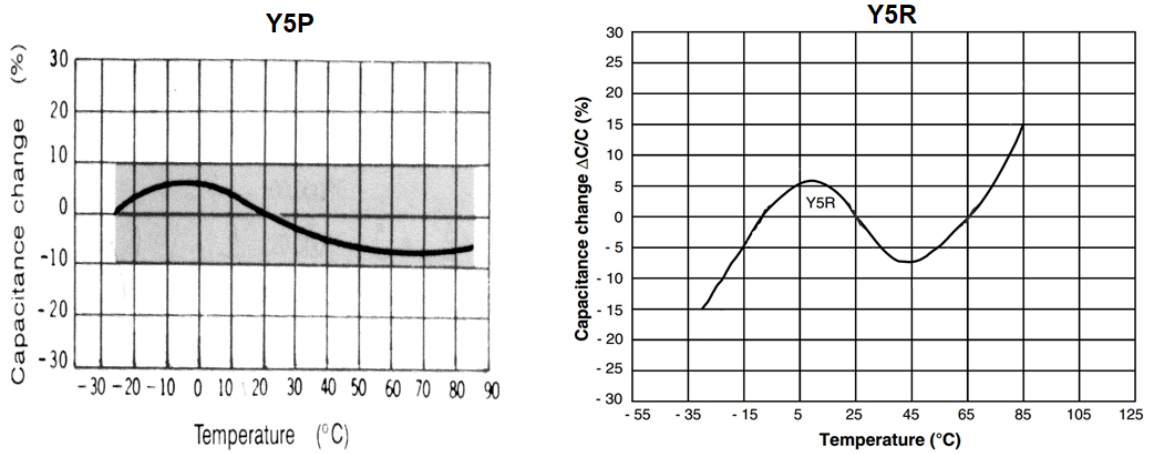 Y5P
Capacitance change (%)
30
20
10
0
-10
-20
-30
-30 -20 -10 0 10 20 30 40 50 60 70 80 90
Temperature (°C)
Y5R
Capacitance change ΔC/C (%)
30
25
20
15
10
5
0
- 5
- 10
- 15
- 20
- 25
- 30
Y5R
- 55 - 35 - 15 5 25 45 65 85 105 125
Temperature (°C)